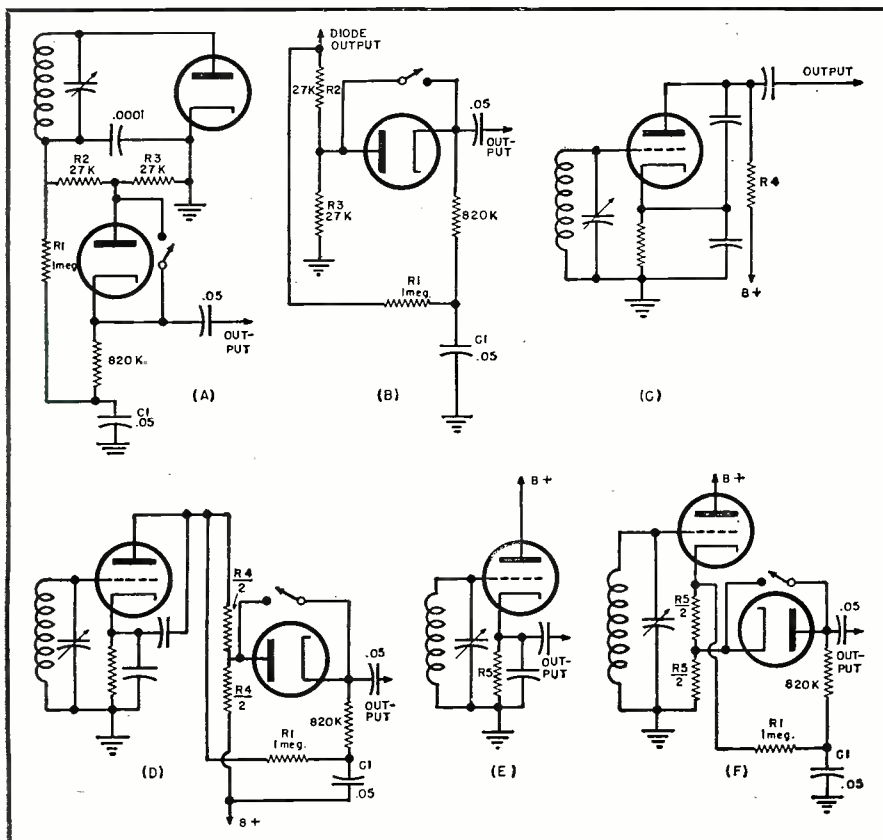 .0001
R2
27K
R3
27K
R1
1meg.
820K.
.05
OUT-
PUT
C1
.05
(A)
DIODE
OUTPUT
27K
R2
R3
27K
.05
OUT-
PUT
820K
R1
1meg.
C1
.05
(B)
OUTPUT
R4
B+
(C)
R4
2
R4
2
.05
OUT-
PUT
820K
R1
1meg.
C1
.05
B+
(D)
B+
R5
OUT-
PUT
(E)
B+
R5
2
R5
2
.05
OUT-
PUT
820K
R1
1meg.
C1
.05
(F)